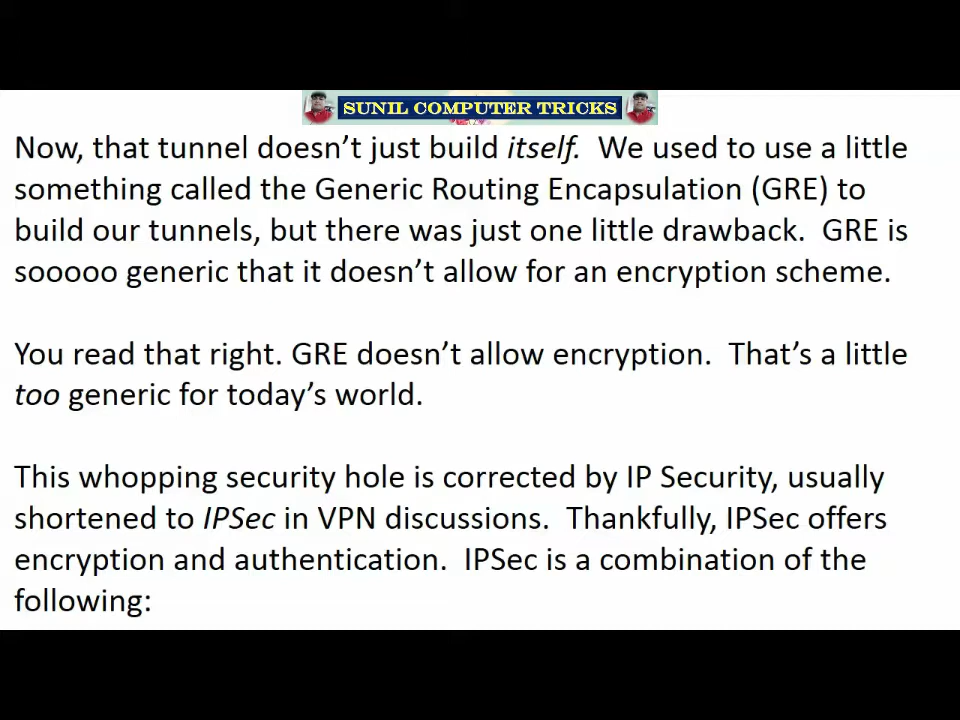 SUNIL COMPUTER TRICKS
Now, that tunnel doesn’t just build itself.  We used to use a little
something called the Generic Routing Encapsulation (GRE) to
build our tunnels, but there was just one little drawback.  GRE is
sooooo generic that it doesn’t allow for an encryption scheme.
You read that right. GRE doesn’t allow encryption.  That’s a little
too generic for today’s world.
This whopping security hole is corrected by IP Security, usually
shortened to IPSec in VPN discussions.  Thankfully, IPSec offers
encryption and authentication.  IPSec is a combination of the
following: